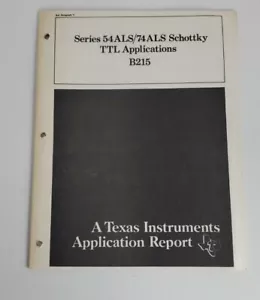 Series 54ALS/74ALS Schottky
TTL Applications
B215
A Texas Instruments
Application Report